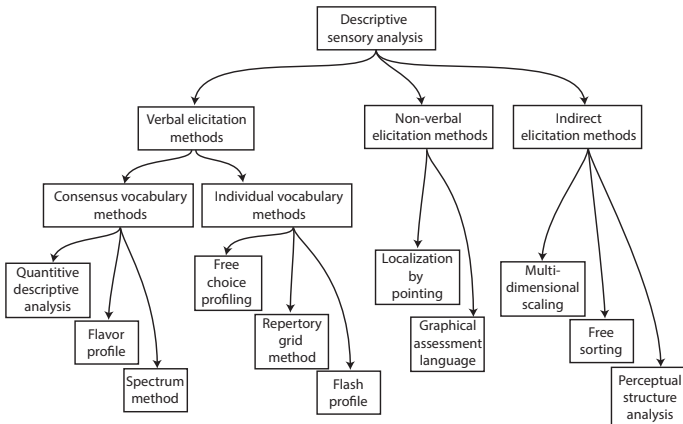 Descriptive
sensory analysis
Verbal elicitation
methods
Non-verbal
elicitation methods
Indirect
elicitation methods
Consensus vocabulary
methods
Individual vocabulary
methods
Quantitive
descriptive
analysis
Flavor
profile
Spectrum
method
Free
choice
profiling
Repertory
grid
method
Flash
profile
Localization
by
pointing
Graphical
assessment
language
Multi-
dimensional
scaling
Free
sorting
Perceptual
structure
analysis